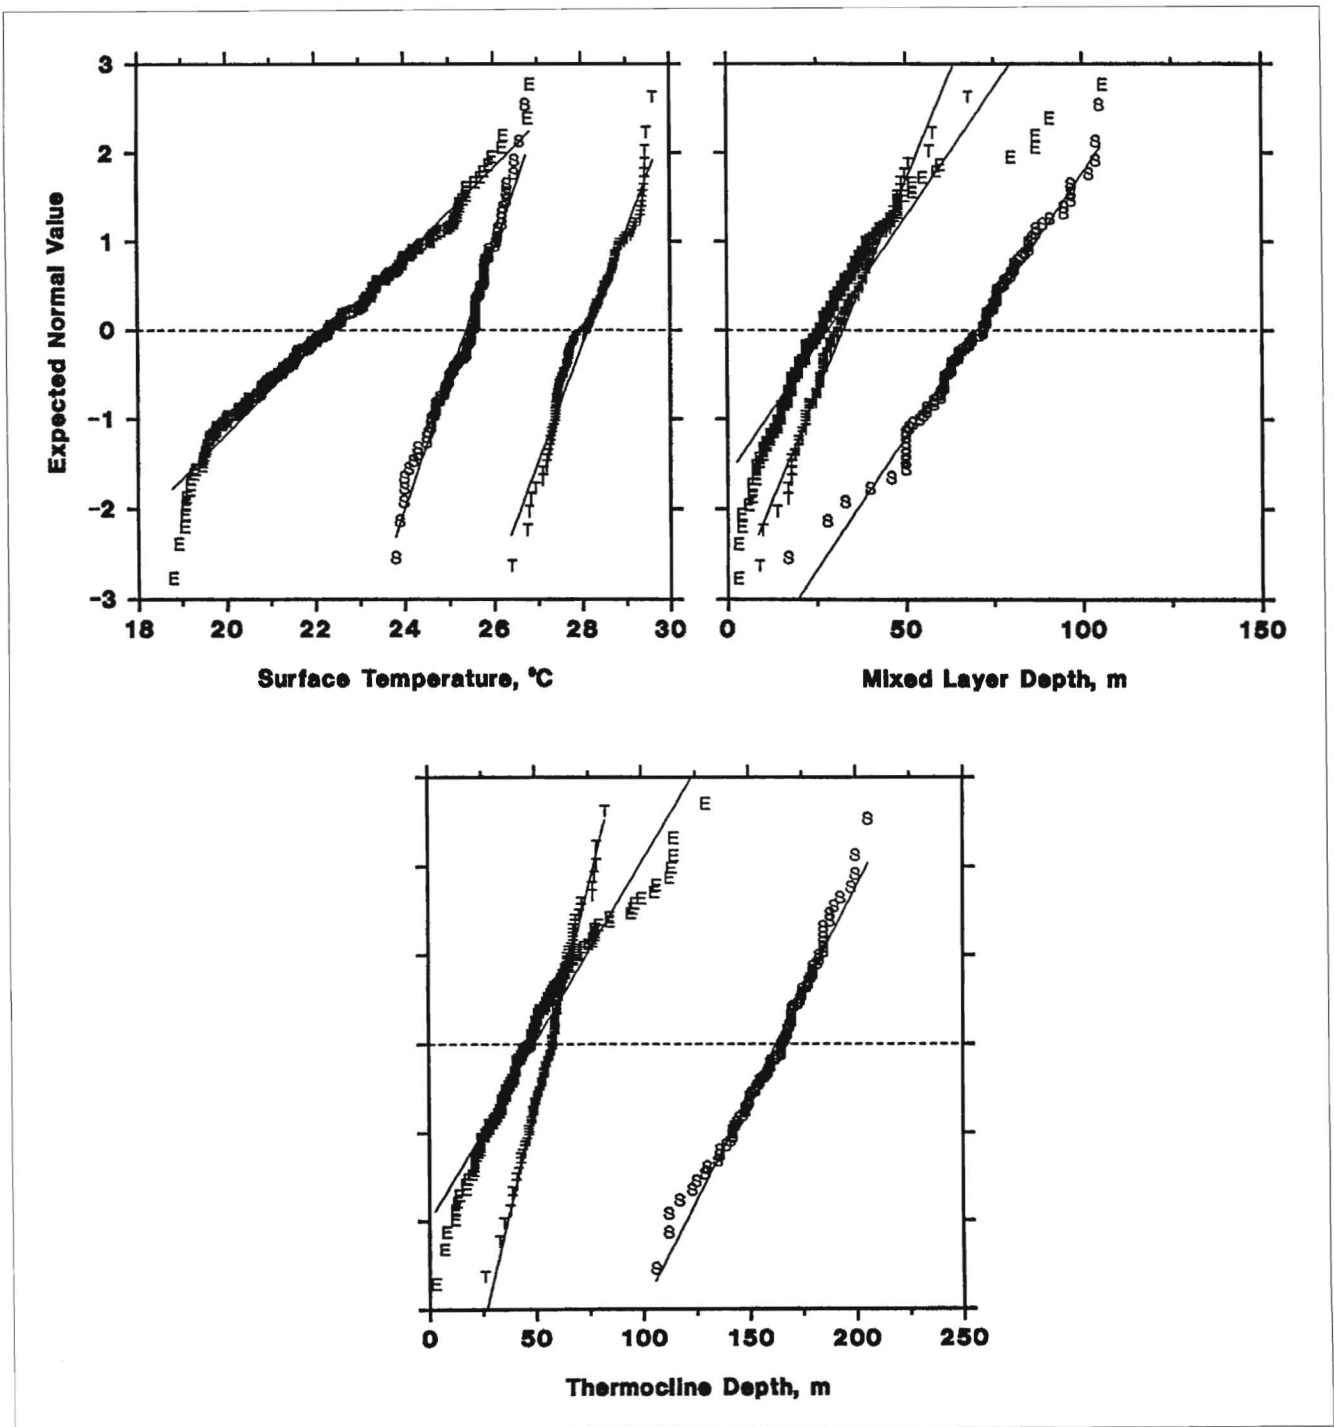 3
2
1
0
-1
-2
-3
Expected Normal Value
18 20 22 24 26 28 30
Surface Temperature, °C
0 50 100 150
Mixed Layer Depth, m
0 50 100 150 200 250
Thermocline Depth, m